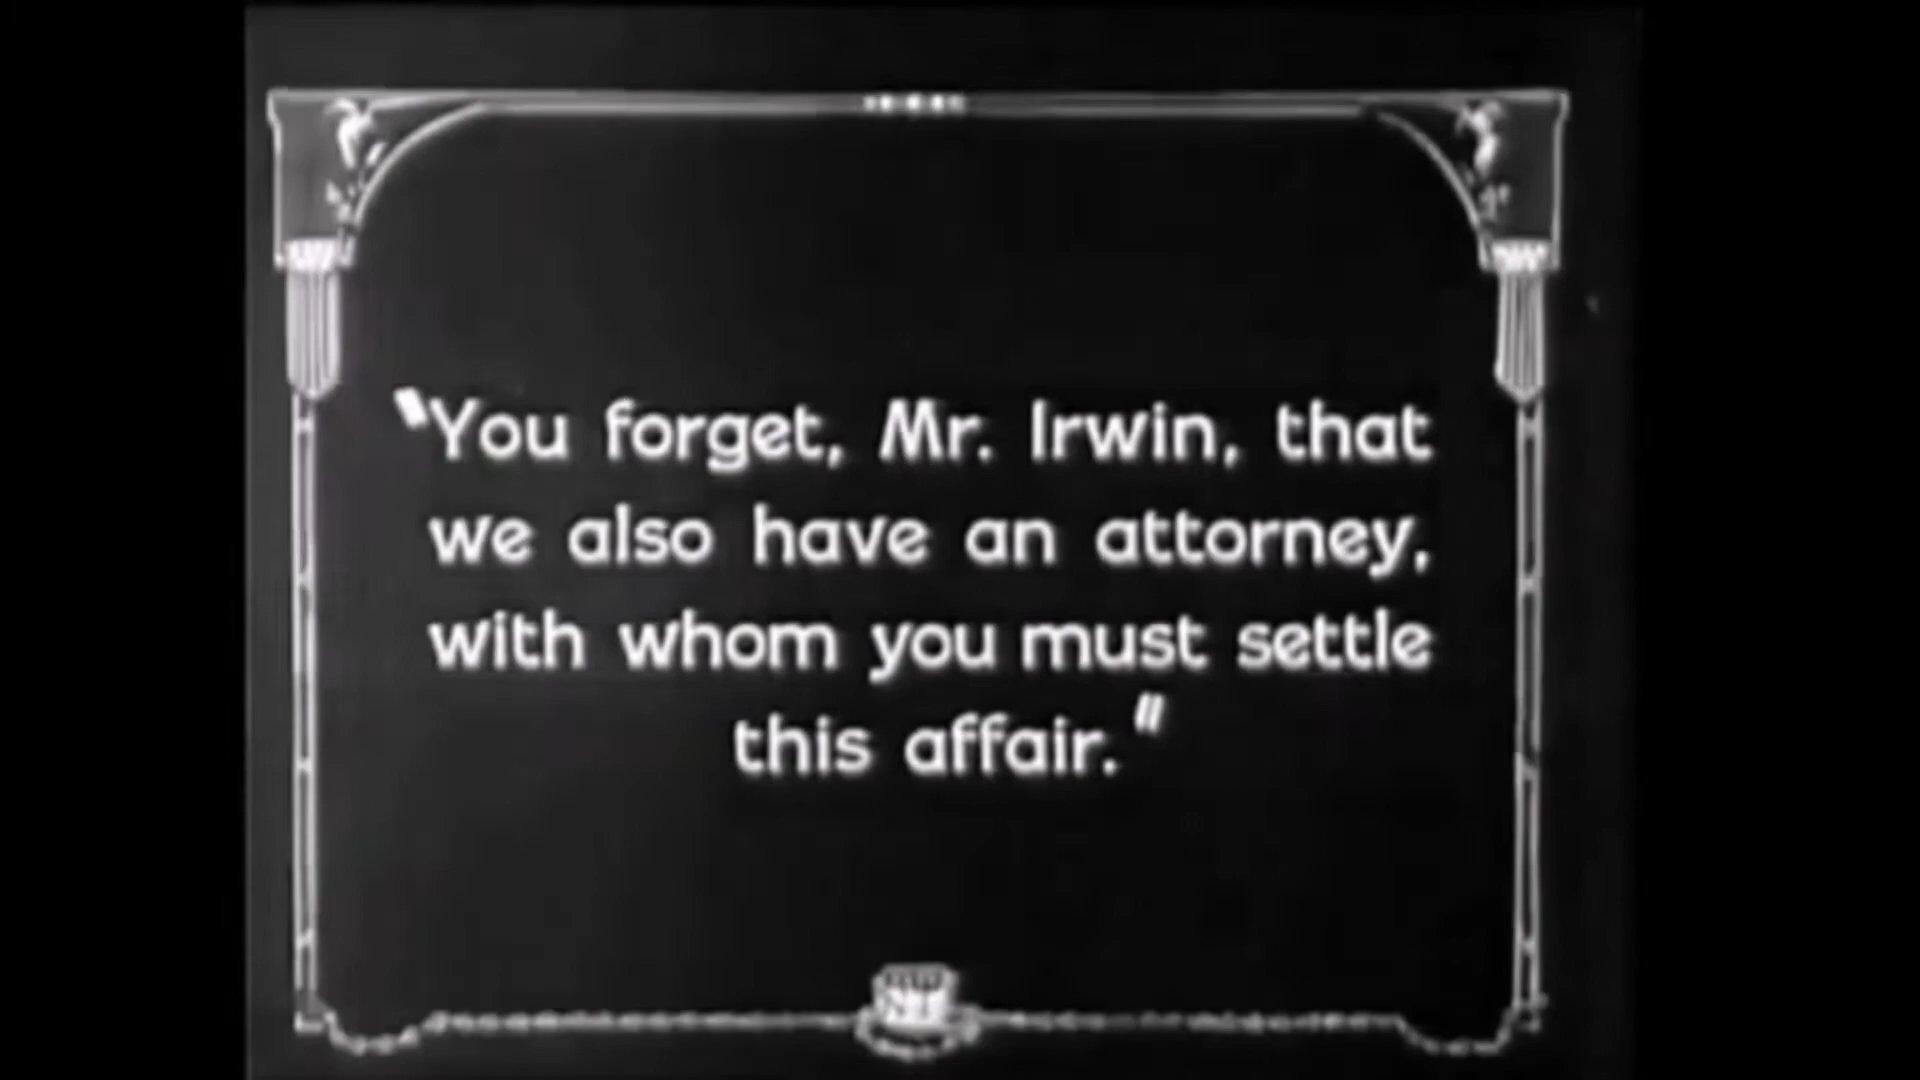 "You forget, Mr. Irwin, that
we also have an attorney,
with whom you must settle
this affair."